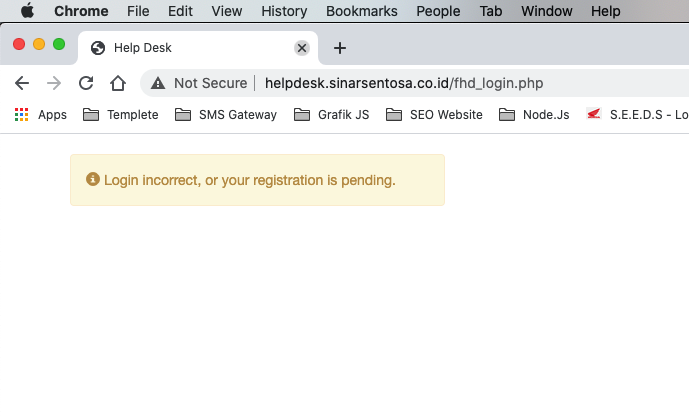 Chrome File Edit View History Bookmarks People Tab Window Help
Help Desk
Not Secure helpdesk.sinarsentosa.co.id/fhd_login.php
Apps Templete SMS Gateway Grafik JS SEO Website Node.Js S.E.E.D.S - Lo
Login incorrect, or your registration is pending.